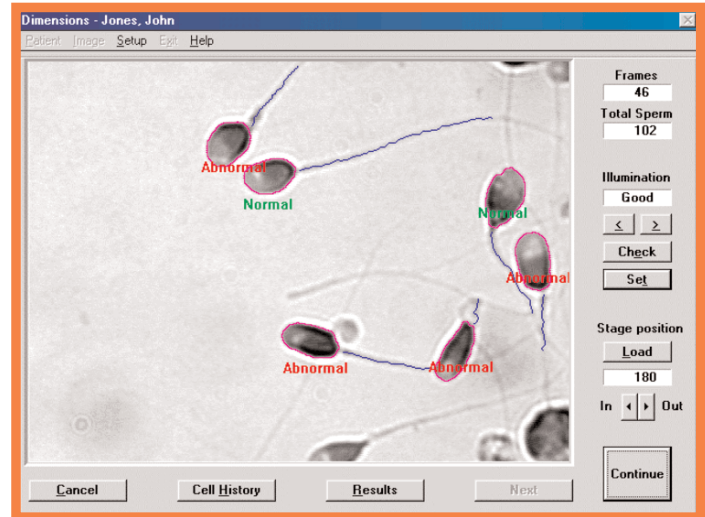 Dimensions - Jones, John
Patient Image Setup Exit Help
Frames
46
Total Sperm
102
Abnormal
Normal
Normal
Abnormal
Abnormal
Abnormal
Illumination
Good
< >
Check
Set
Stage position
Load
180
In Out
Continue
Cancel Cell History Results Next